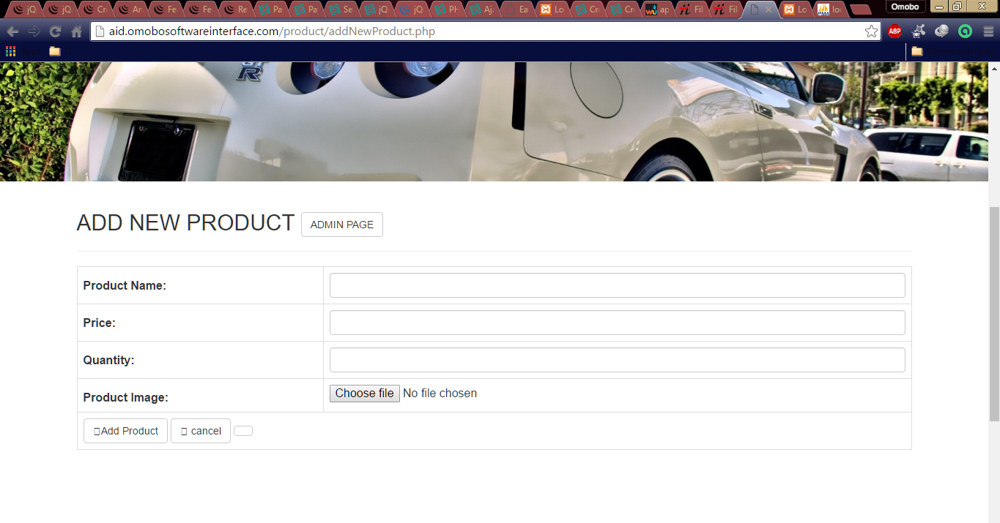 jQ jQ Cr Ar Fe Fe Re Pa Pa Se jQ jQ PH Aja Ea Lo Cr Cr ap Fil Fil Lo loc Omobo
aid.omobosoftwareinterface.com/product/addNewProduct.php ABP
R
ADD NEW PRODUCT ADMIN PAGE
Product Name:
Price:
Quantity:
Product Image: Choose file No file chosen
Add Product cancel